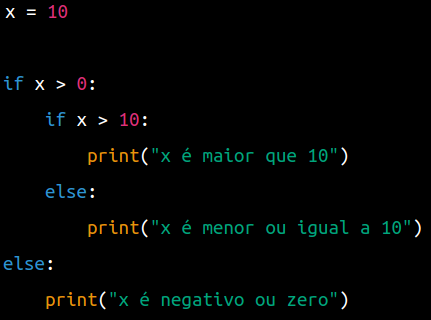 x = 10
if x > 0:
    if x > 10:
        print("x é maior que 10")
    else:
        print("x é menor ou igual a 10")
else:
    print("x é negativo ou zero")